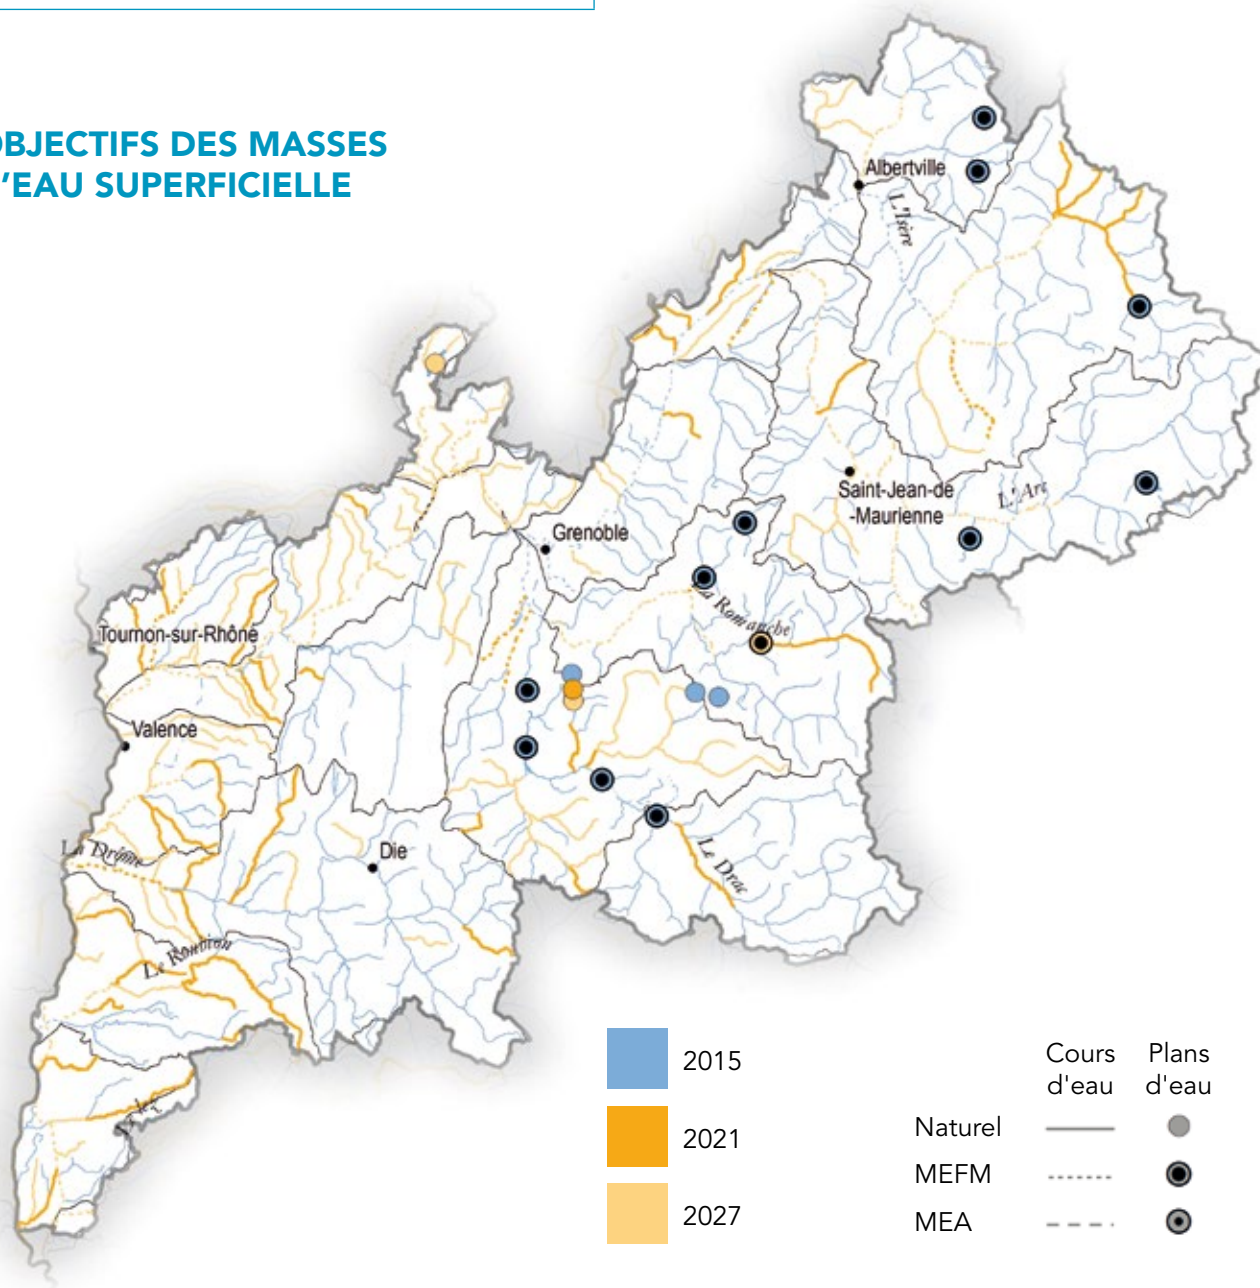 OBJECTIFS DES MASSES
D'EAU SUPERFICIELLE
Albertville
L'Isère
Saint-Jean-de
-Maurienne
L'Arc
Grenoble
La Romanche
Tournon-sur-Rhône
Valence
La Drôme
Die
Le Drac
Le Roubion
2015
2021
2027
Cours
d'eau
Plans
d'eau
Naturel
MEFM
MEA